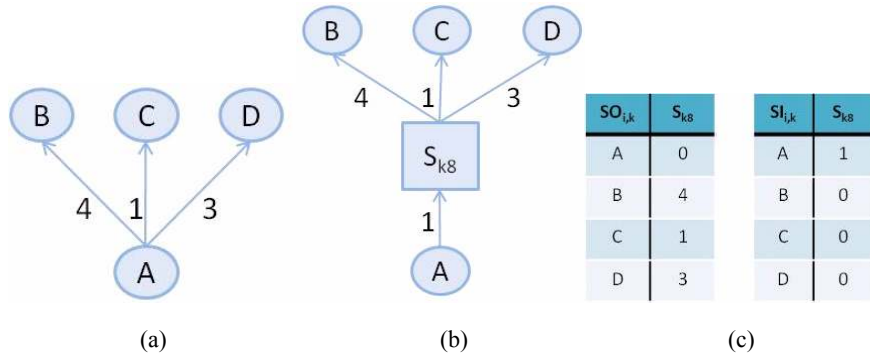 B C D
4 1 3
A
(a)
B C D
4 1 3
S_k8
1
A
(b)
SO_i,k S_k8
A 0
B 4
C 1
D 3
SI_i,k S_k8
A 1
B 0
C 0
D 0
(c)